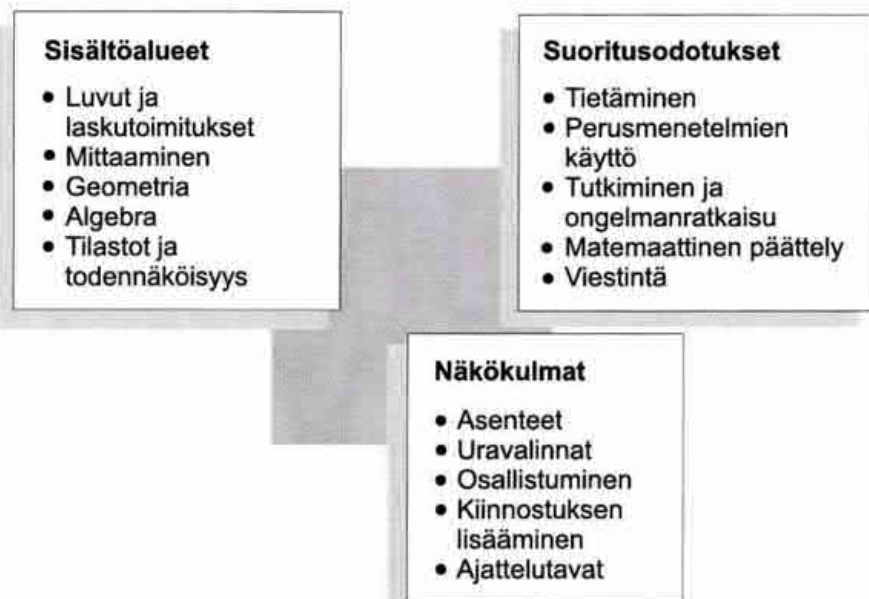 Sisältöalueet
• Luvut ja
laskutoimitukset
• Mittaaminen
• Geometria
• Algebra
• Tilastot ja
todennäköisyys
Suoritusodotukset
• Tietäminen
• Perusmenetelmien
käyttö
• Tutkiminen ja
ongelmanratkaisu
• Matemaattinen päättely
• Viestintä
Näkökulmat
• Asenteet
• Uravalinnat
• Osallistuminen
• Kiinnostuksen
lisääminen
• Ajattelutavat